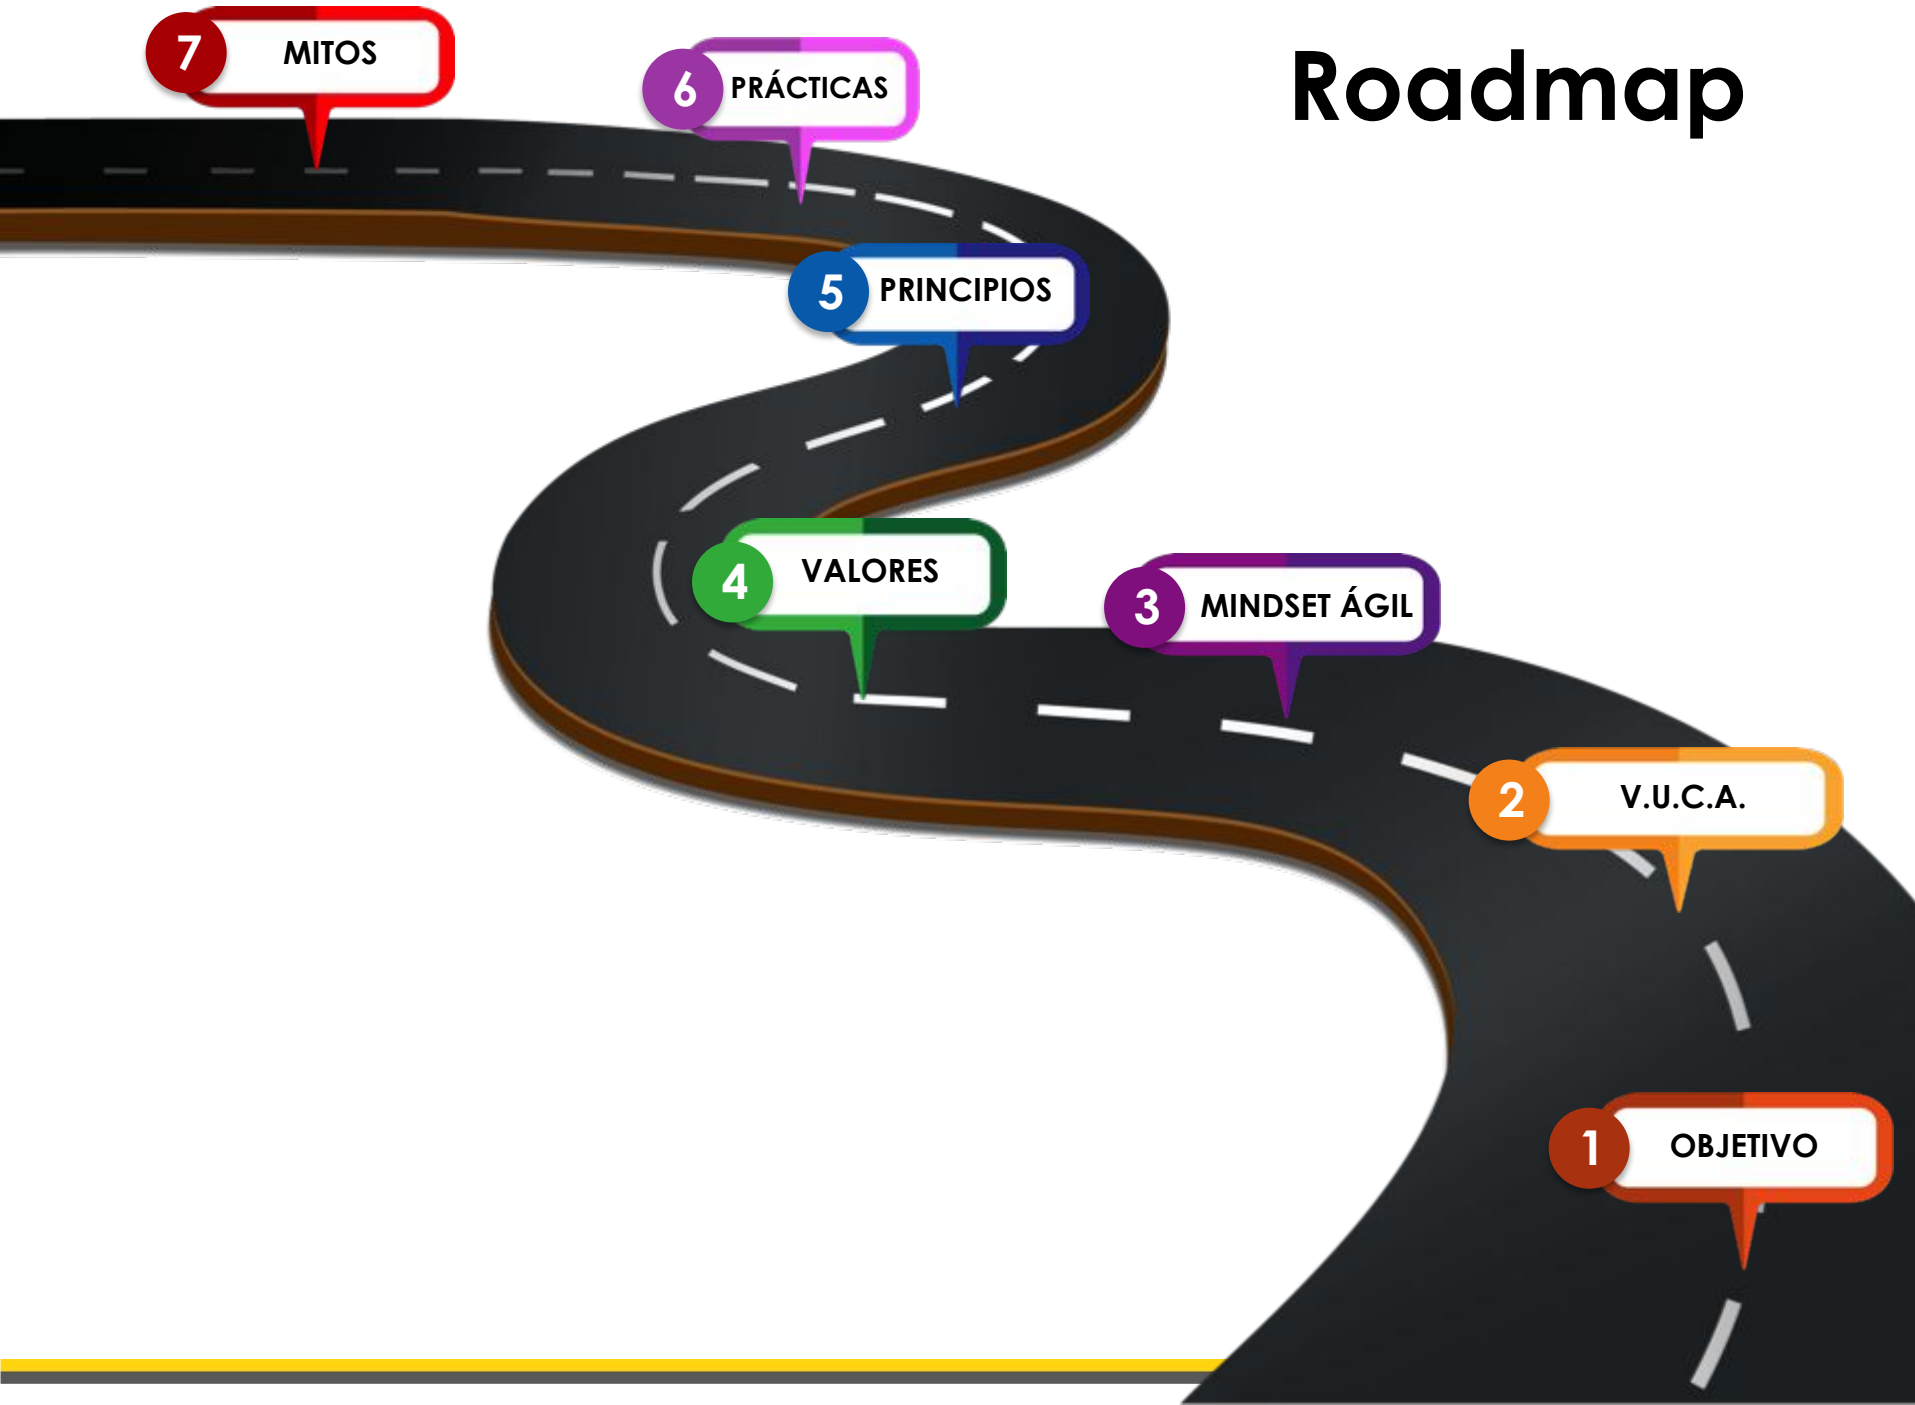 Roadmap
7 MITOS
6 PRÁCTICAS
5 PRINCIPIOS
4 VALORES
3 MINDSET ÁGIL
2 V.U.C.A.
1 OBJETIVO